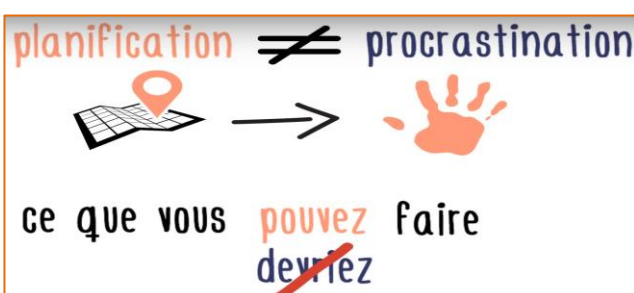 planification ≠ procrastination
ce que vous pouvez faire
devriez